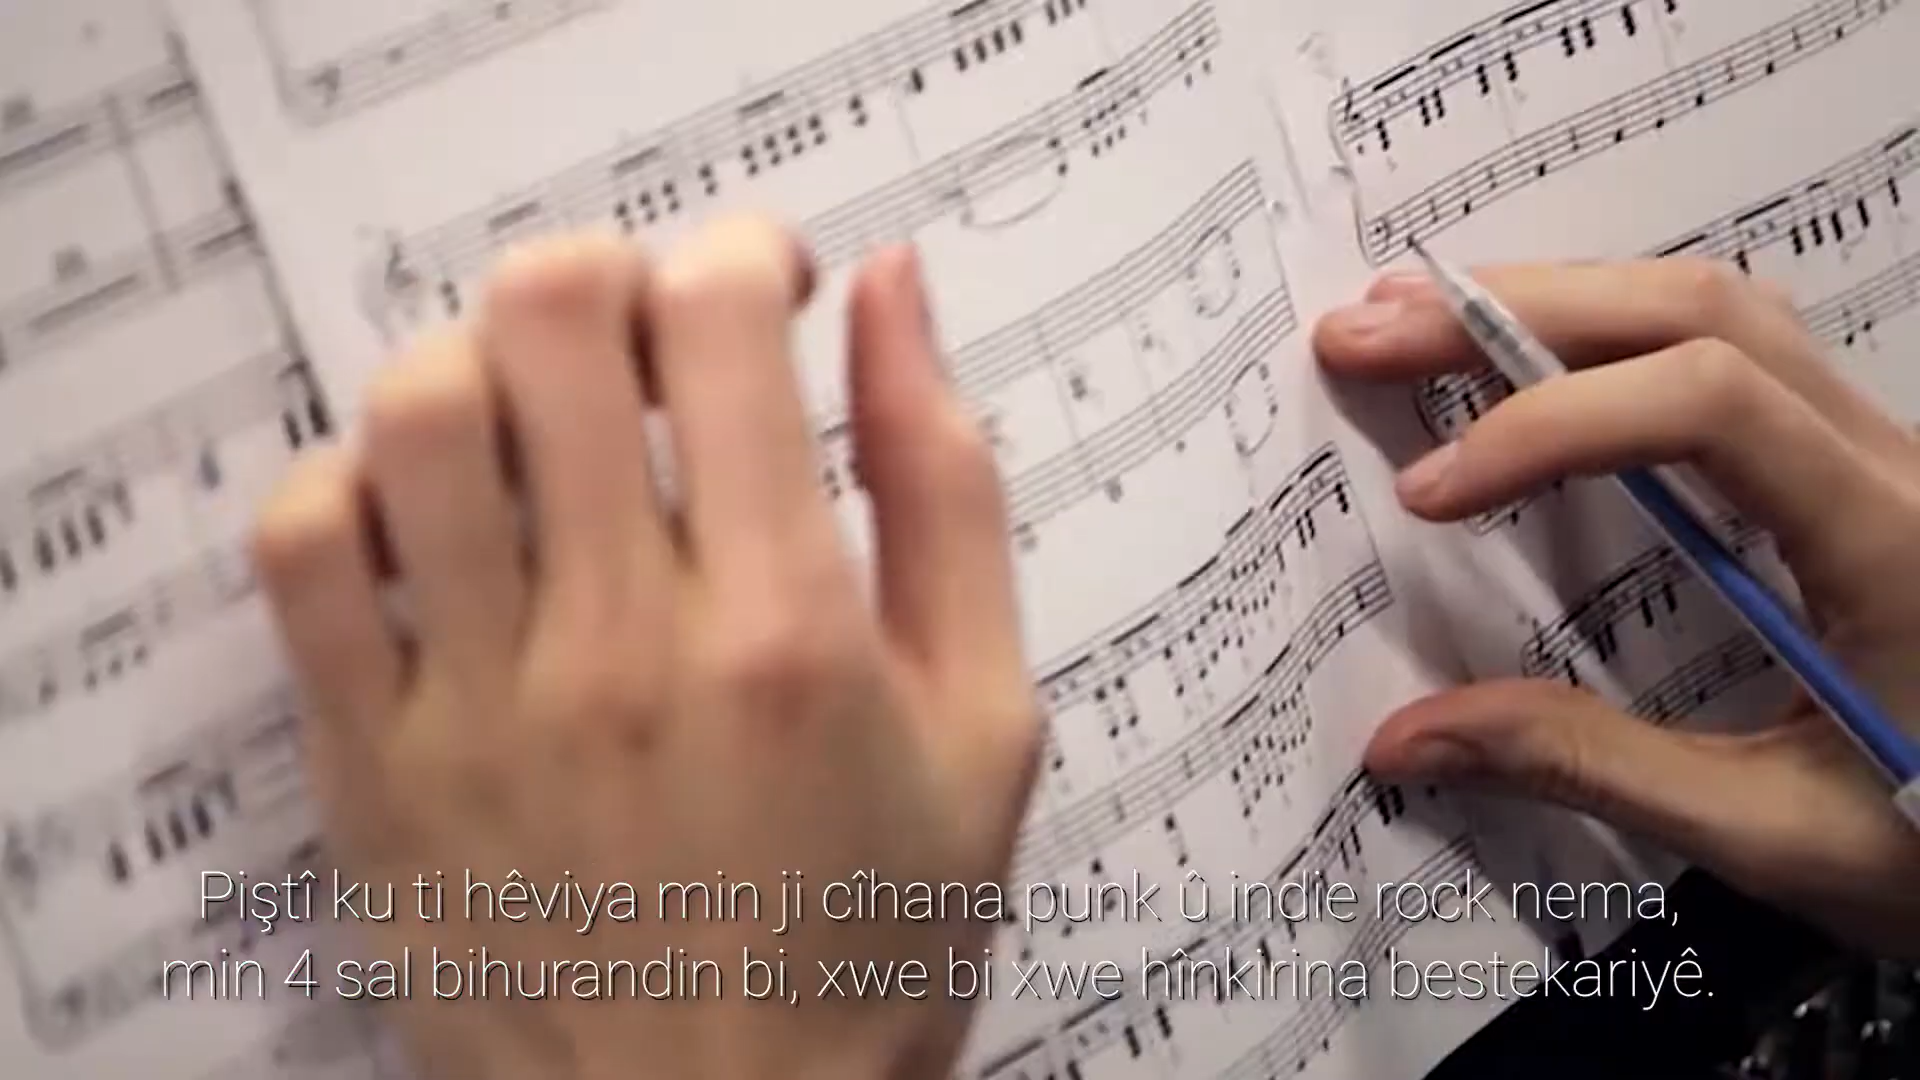 Piştî ku ti hêviya min ji cîhana punk û indie rock nema,
min 4 sal bihurandin bi, xwe bi xwe hînkirina bestekariyê.